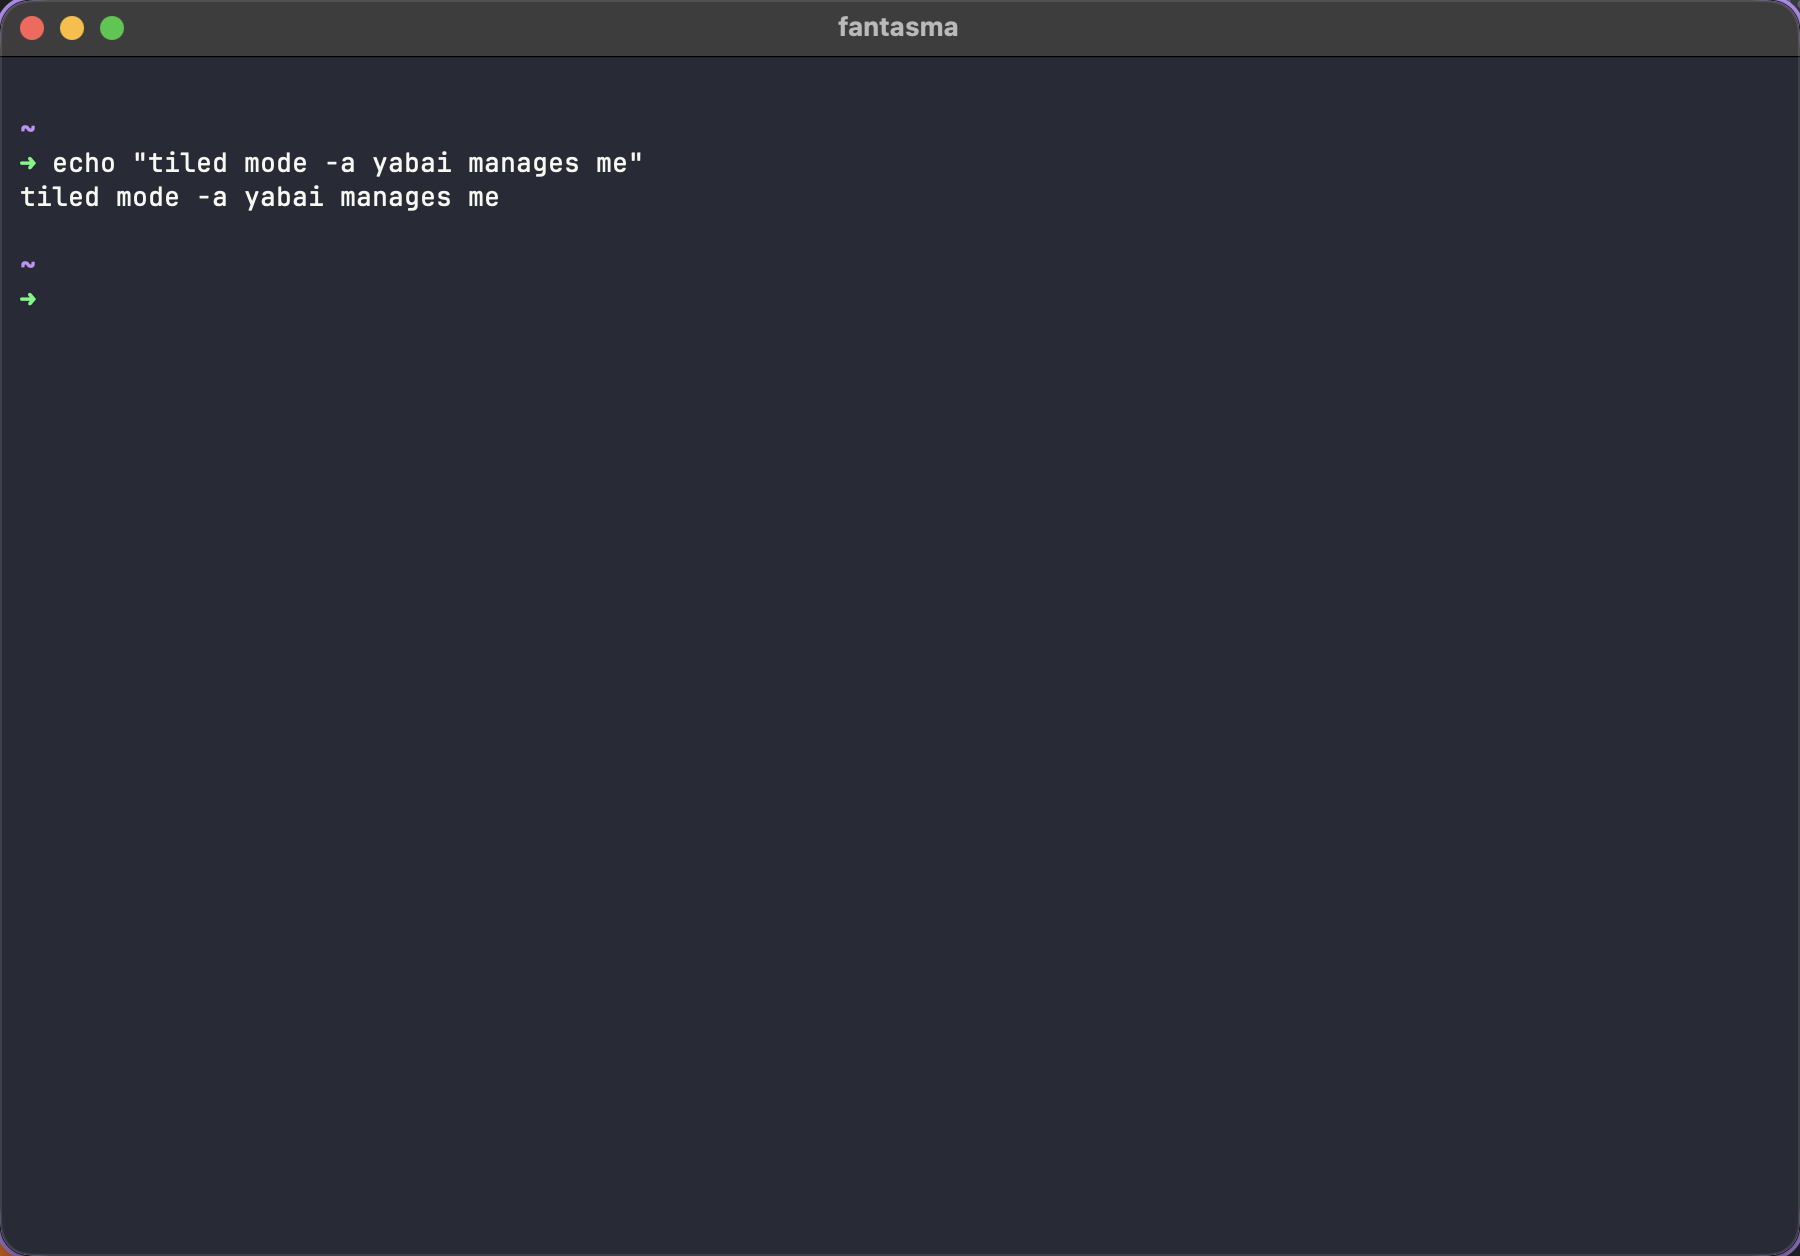 fantasma
~
➜ echo "tiled mode -a yabai manages me"
tiled mode -a yabai manages me
~
➜